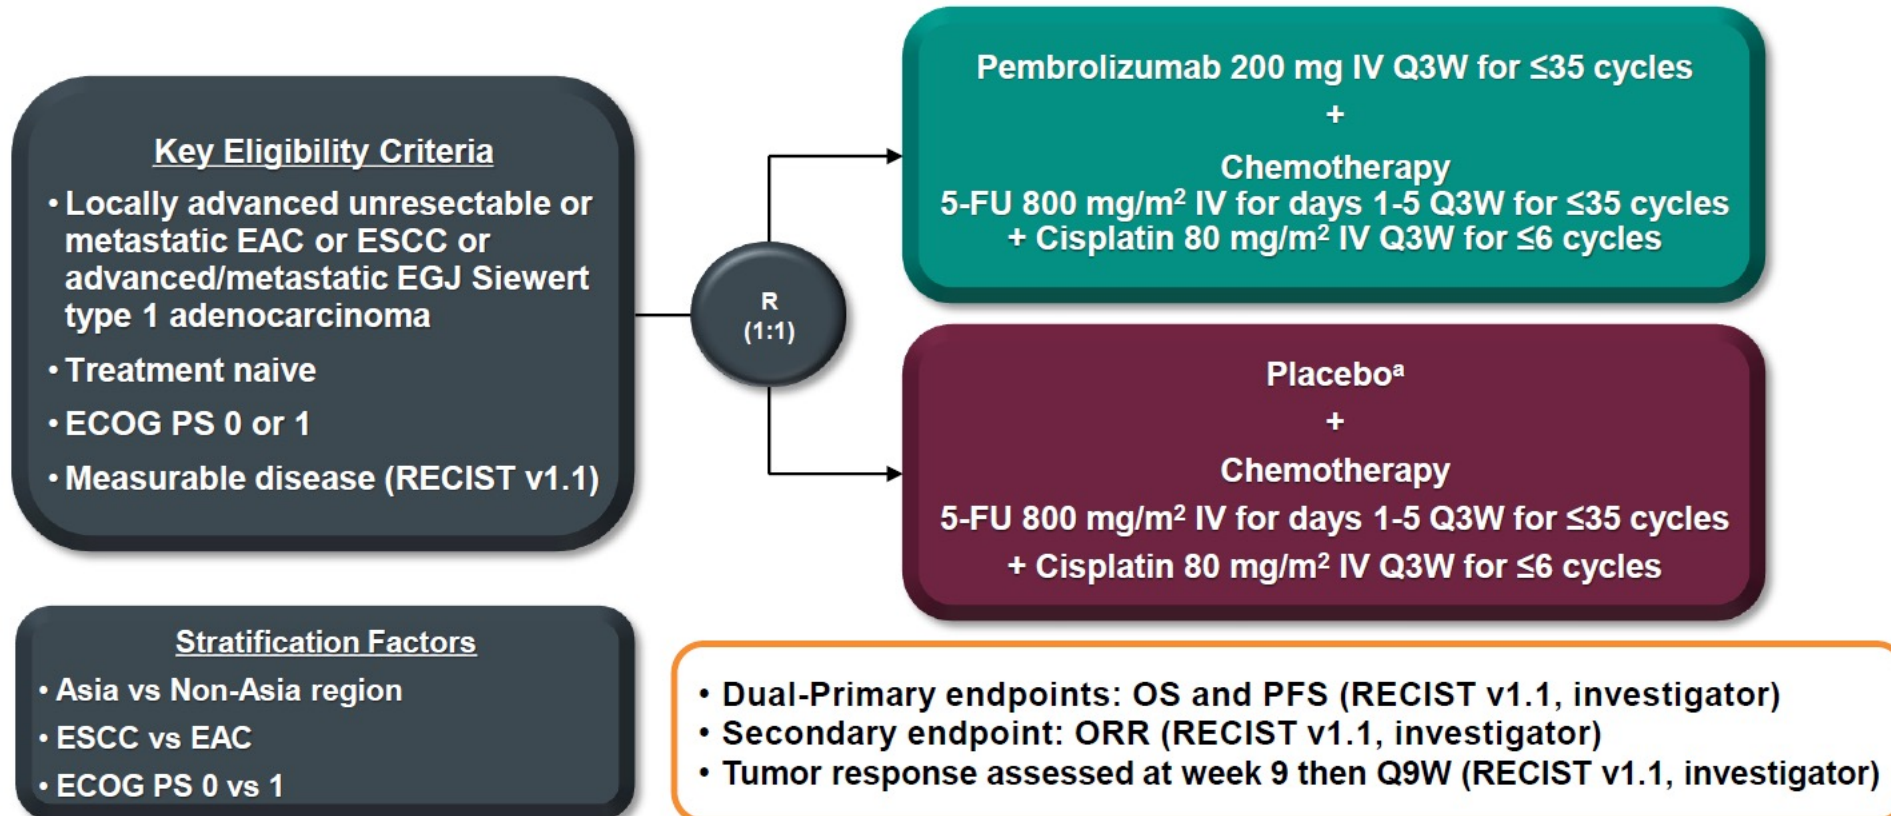 Key Eligibility Criteria
• Locally advanced unresectable or
metastatic EAC or ESCC or
advanced/metastatic EGJ Siewert
type 1 adenocarcinoma
• Treatment naive
• ECOG PS 0 or 1
• Measurable disease (RECIST v1.1)
R
(1:1)
Pembrolizumab 200 mg IV Q3W for ≤35 cycles
+
Chemotherapy
5-FU 800 mg/m² IV for days 1-5 Q3W for ≤35 cycles
+ Cisplatin 80 mg/m² IV Q3W for ≤6 cycles
Placeboᵃ
+
Chemotherapy
5-FU 800 mg/m² IV for days 1-5 Q3W for ≤35 cycles
+ Cisplatin 80 mg/m² IV Q3W for ≤6 cycles
Stratification Factors
• Asia vs Non-Asia region
• ESCC vs EAC
• ECOG PS 0 vs 1
• Dual-Primary endpoints: OS and PFS (RECIST v1.1, investigator)
• Secondary endpoint: ORR (RECIST v1.1, investigator)
• Tumor response assessed at week 9 then Q9W (RECIST v1.1, investigator)